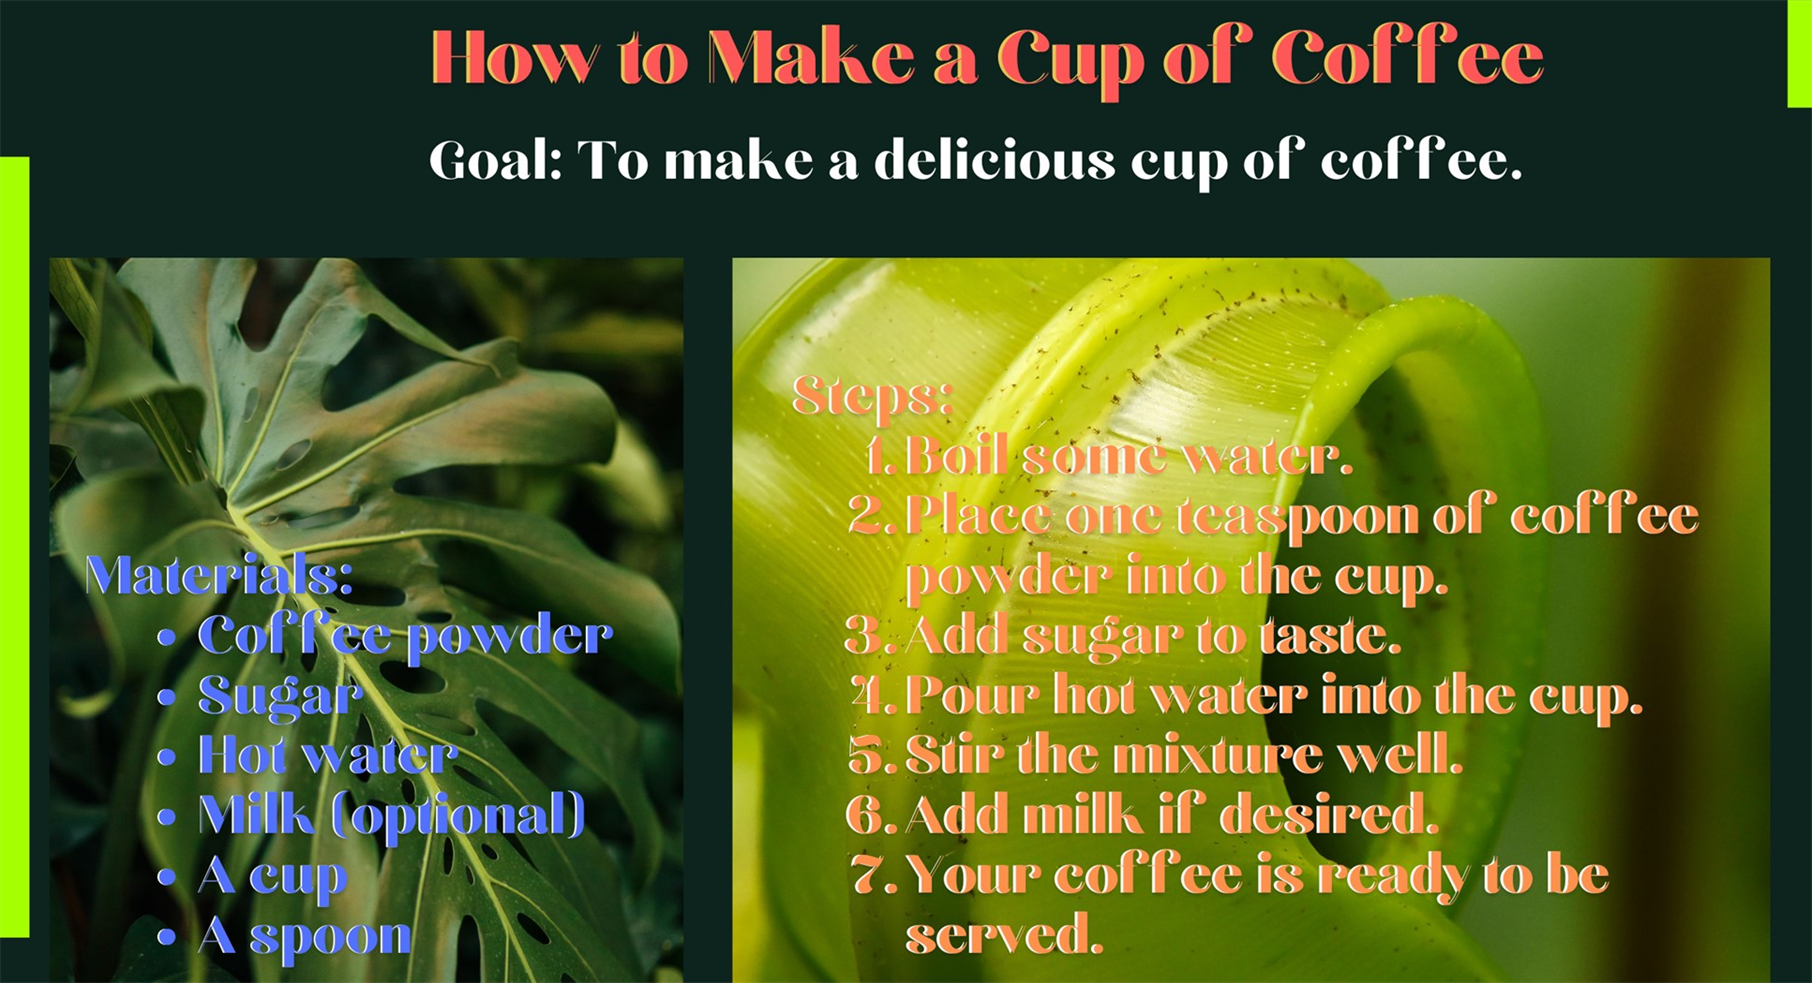 How to Make a Cup of Coffee
Goal: To make a delicious cup of coffee.
Materials:
• Coffee powder
• Sugar
• Hot water
• Milk (optional)
• A cup
• A spoon
Steps:
1. Boil some water.
2. Place one teaspoon of coffee
powder into the cup.
3. Add sugar to taste.
4. Pour hot water into the cup.
5. Stir the mixture well.
6. Add milk if desired.
7. Your coffee is ready to be
served.